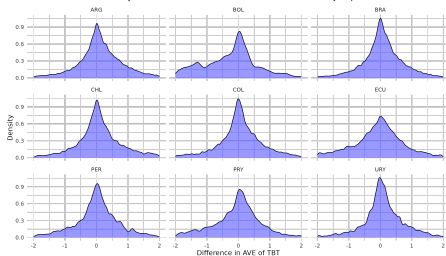 ARG BOL BRA
0.9
0.6
0.3
0.0
CHL COL ECU
0.9
0.6
0.3
0.0
Density
PER PRY URY
0.9
0.6
0.3
0.0
-2 -1 0 1 2 -2 -1 0 1 2 -2 -1 0 1 2
Difference in AVE of TBT